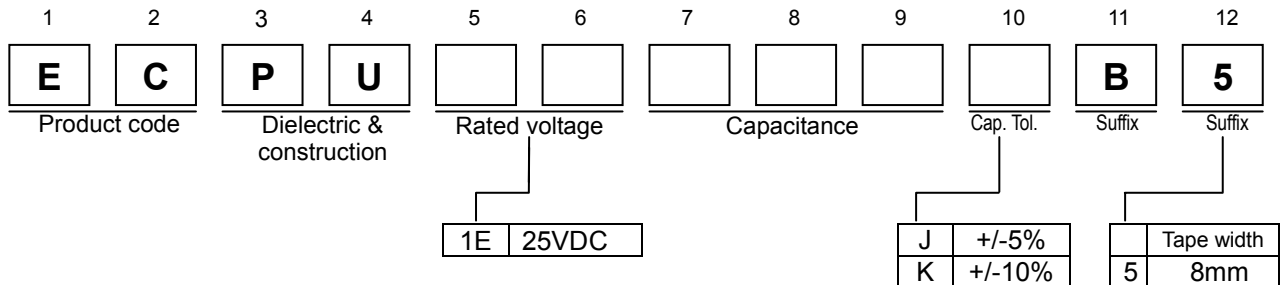 1 2 3 4 5 6 7 8 9 10 11 12
E C P U B 5
Product code Dielectric & construction Rated voltage Capacitance Cap. Tol. Suffix Suffix
1E 25VDC J +/-5% Tape width
K +/-10% 5 8mm